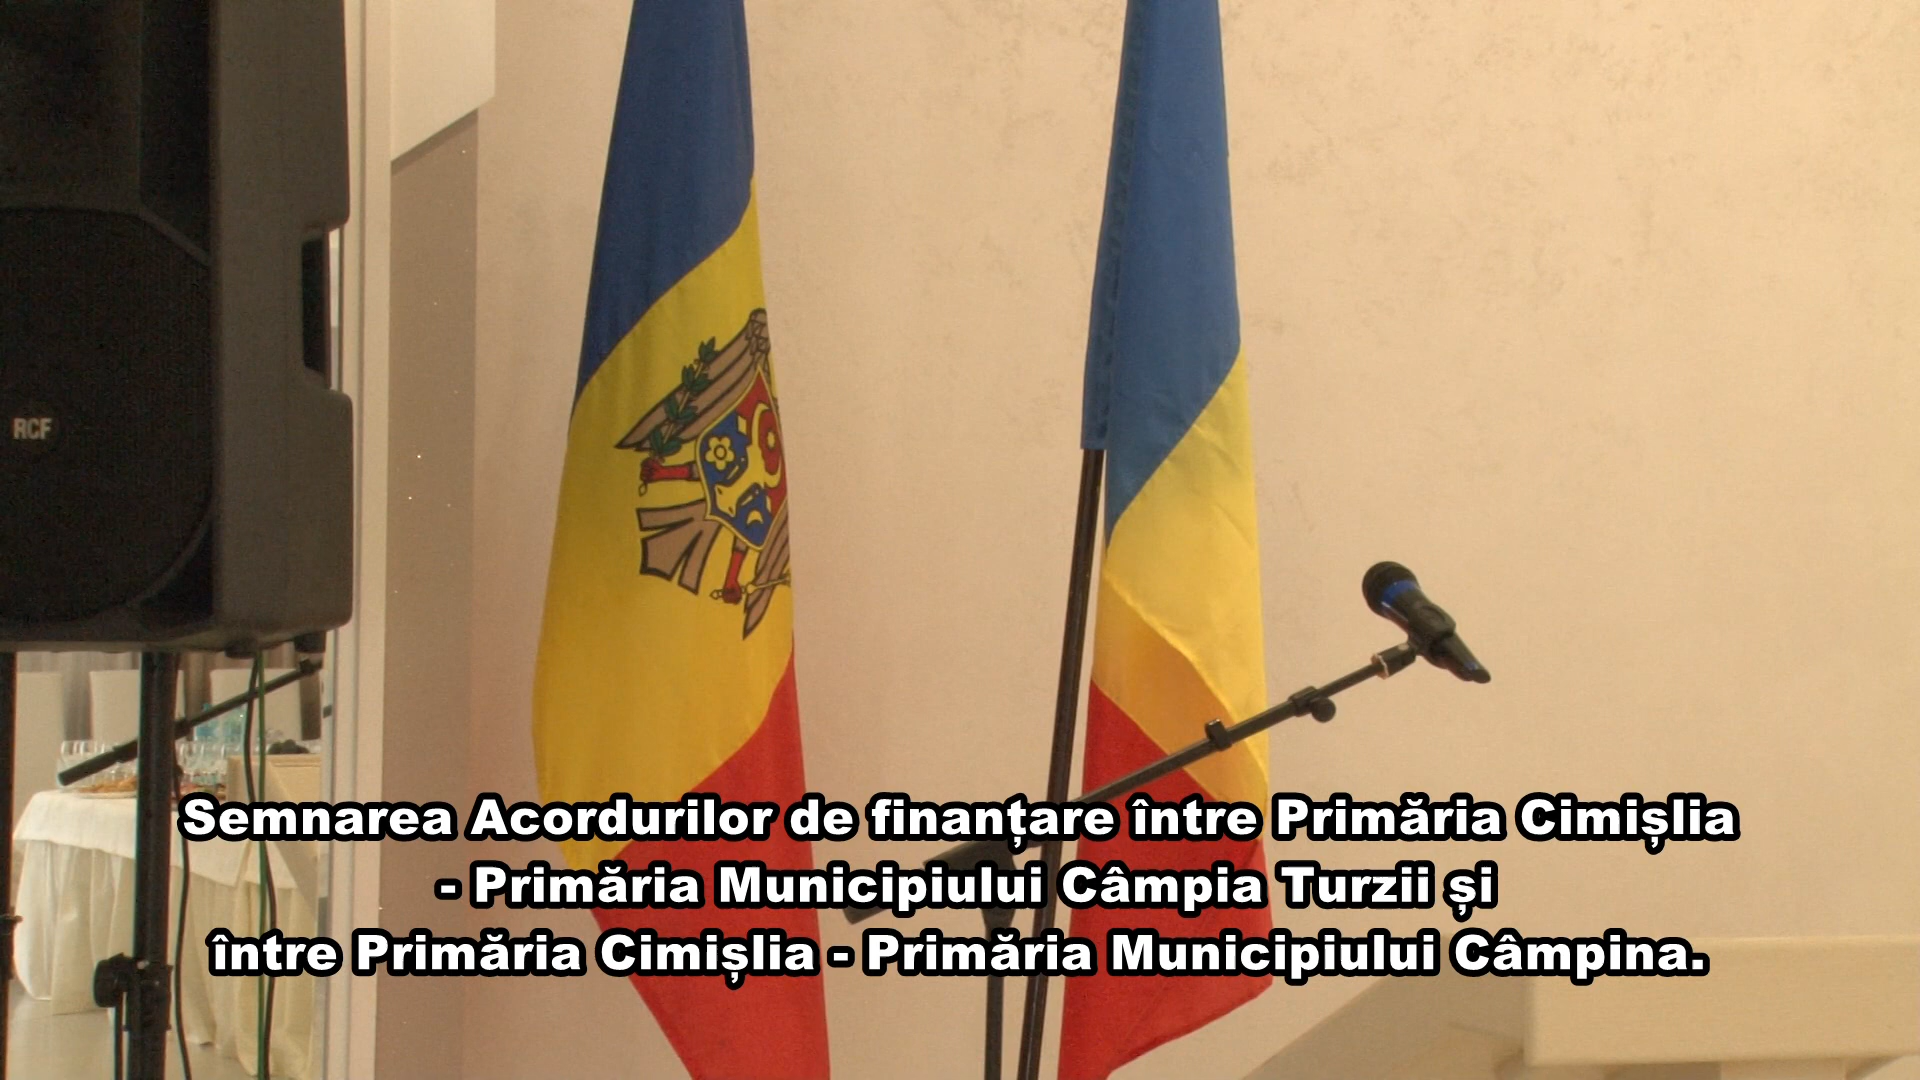 RCF
Semnarea Acordurilor de finanțare între Primăria Cimișlia
- Primăria Municipiului Câmpia Turzii și
între Primăria Cimișlia - Primăria Municipiului Câmpina.